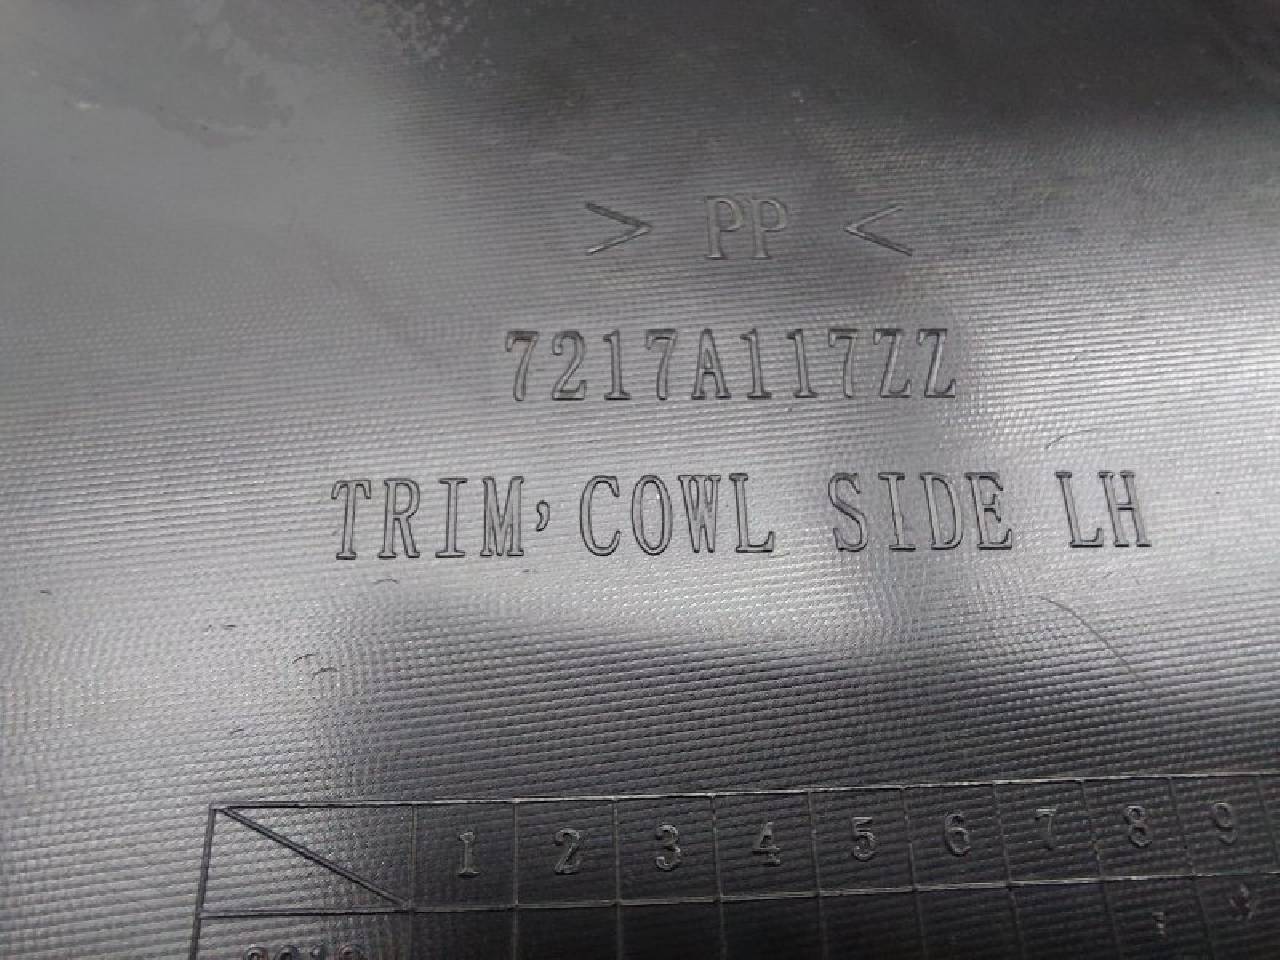 > PP <
7217A117ZZ
TRIM,COWL SIDE LH
1 2 3 4 5 6 7 8 9